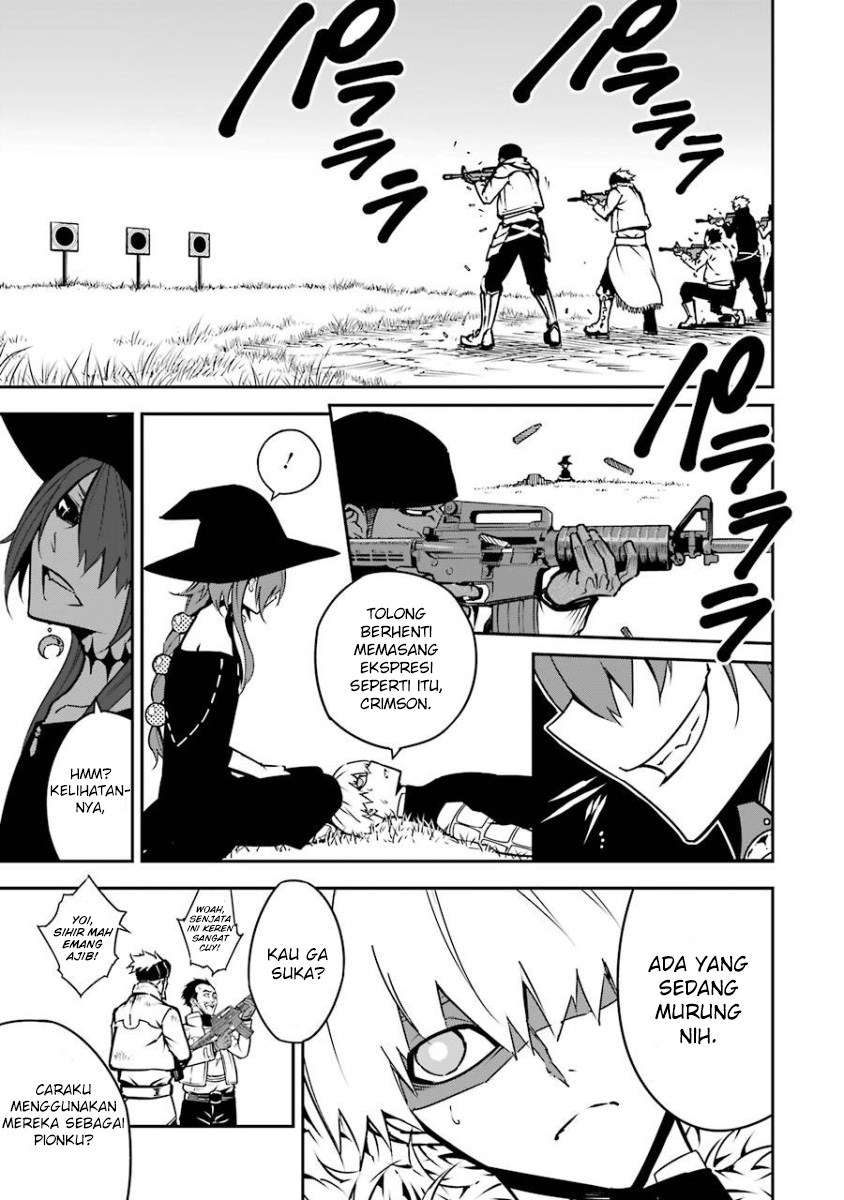 パラララ
パラララ
パラララ
!
TOLONG
BERHENTI
MEMASANG
EKSPRESI
SEPERTI ITU,
CRIMSON.
HMM?
KELIHATAN-
NYA,
ADA YANG
SEDANG
MURUNG
NIH.
KAU GA
SUKA?
WOAH, SENJATA
INI KEREN
SANGAT
CUY!
YOI,
SIHIR MAH
EMANG
AJIB!
CARAKU
MENGGUNAKAN
MEREKA SEBAGAI
PIONKU?